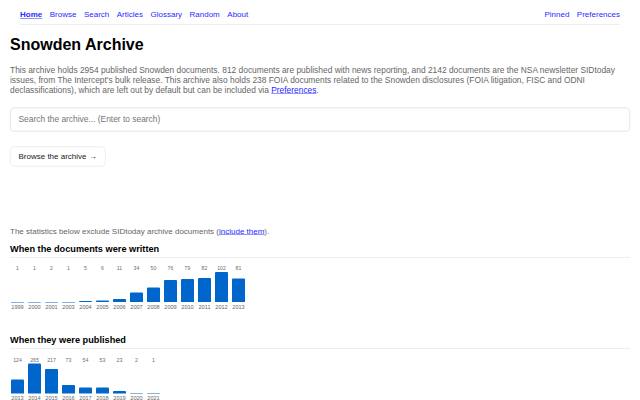 Home Browse Search Articles Glossary Random About Pinned Preferences
Snowden Archive
This archive holds 2954 published Snowden documents. 812 documents are published with news reporting, and 2142 documents are the NSA newsletter SIDtoday
issues, from The Intercept's bulk release. This archive also holds 238 FOIA documents related to the Snowden disclosures (FOIA litigation, FISC and ODNI
declassifications), which are left out by default but can be included via Preferences.
Search the archive... (Enter to search)
Browse the archive →
The statistics below exclude SIDtoday archive documents (include them).
When the documents were written
1 1 2 1 5 6 11 34 50 76 79 82 102 81
1999 2000 2001 2003 2004 2005 2006 2007 2008 2009 2010 2011 2012 2013
When they were published
124 265 217 73 54 53 23 2 1
2013 2014 2015 2016 2017 2018 2019 2020 2021